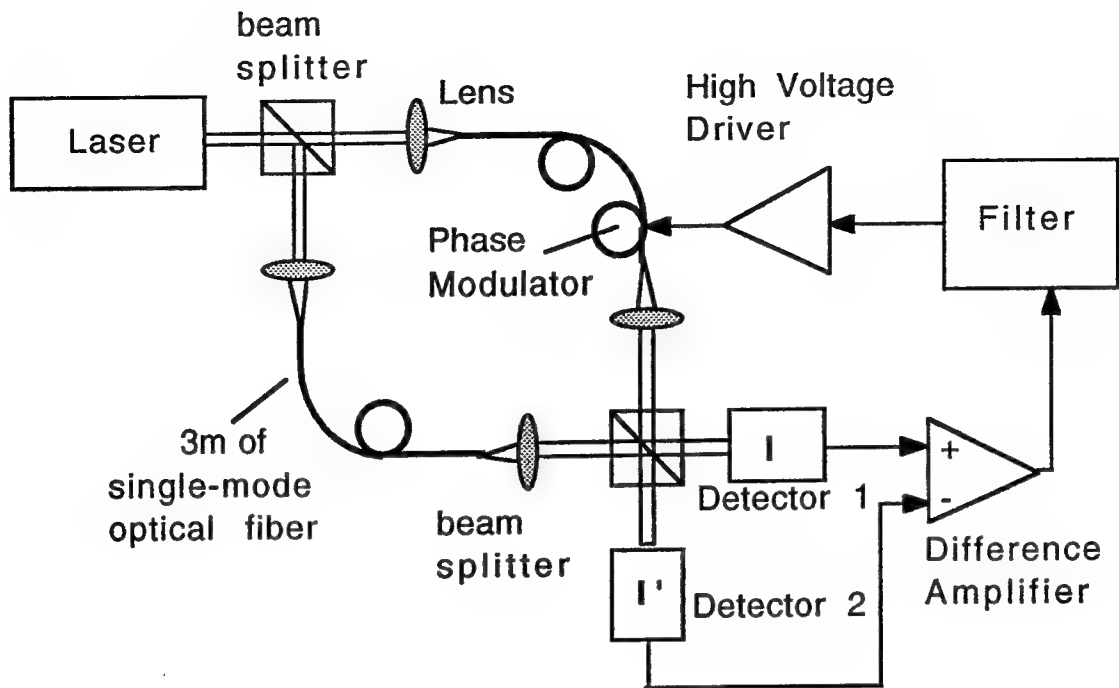 beam
splitter
Lens
High Voltage
Driver
Laser
Filter
Phase
Modulator
3m of
single-mode
optical fiber
beam
splitter
I
Detector 1
+
-
I'
Detector 2
Difference
Amplifier